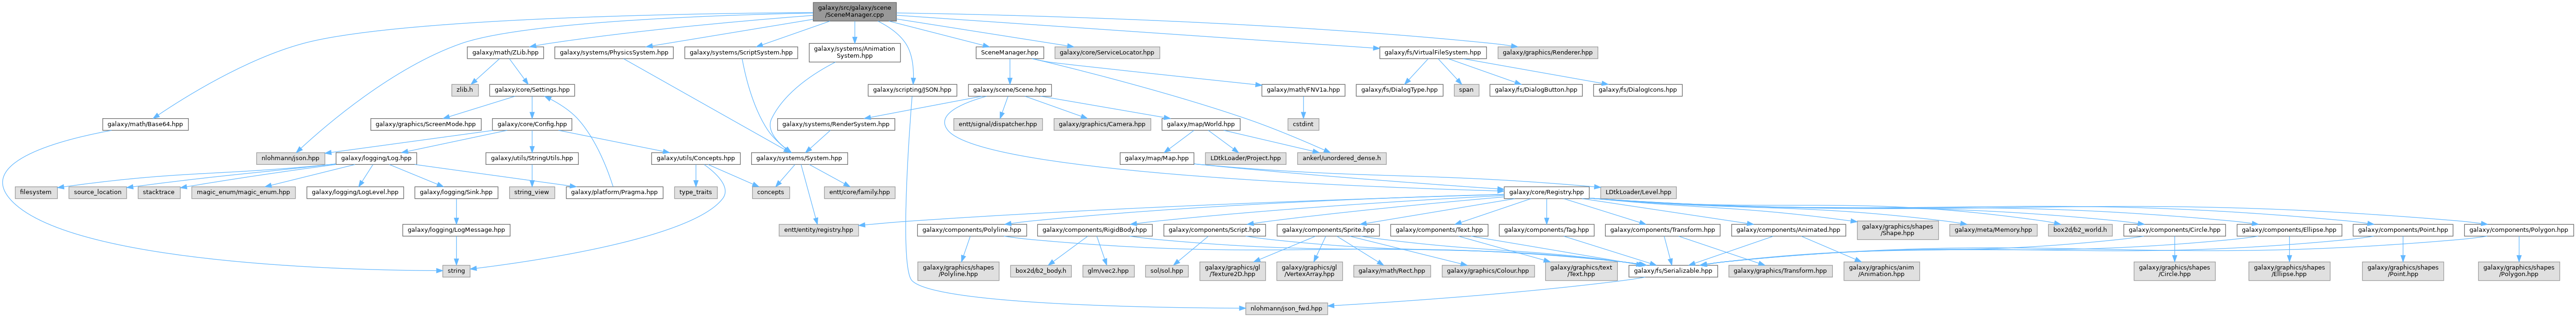 galaxy/src/galaxy/scene
/SceneManager.cpp
galaxy/math/ZLib.hpp
galaxy/systems/PhysicsSystem.hpp
galaxy/systems/ScriptSystem.hpp
galaxy/systems/Animation
System.hpp
SceneManager.hpp
galaxy/core/ServiceLocator.hpp
galaxy/fs/VirtualFileSystem.hpp
galaxy/graphics/Renderer.hpp
zlib.h
galaxy/core/Settings.hpp
galaxy/scripting/JSON.hpp
galaxy/scene/Scene.hpp
galaxy/math/FNV1a.hpp
galaxy/fs/DialogType.hpp
span
galaxy/fs/DialogButton.hpp
galaxy/fs/DialogIcons.hpp
galaxy/math/Base64.hpp
galaxy/graphics/ScreenMode.hpp
galaxy/core/Config.hpp
galaxy/systems/RenderSystem.hpp
entt/signal/dispatcher.hpp
galaxy/graphics/Camera.hpp
galaxy/map/World.hpp
cstdint
nlohmann/json.hpp
galaxy/logging/Log.hpp
galaxy/utils/StringUtils.hpp
galaxy/utils/Concepts.hpp
galaxy/systems/System.hpp
galaxy/map/Map.hpp
LDtkLoader/Project.hpp
ankerl/unordered_dense.h
filesystem
source_location
stacktrace
magic_enum/magic_enum.hpp
galaxy/logging/LogLevel.hpp
galaxy/logging/Sink.hpp
string_view
galaxy/platform/Pragma.hpp
type_traits
concepts
entt/core/family.hpp
galaxy/core/Registry.hpp
LDtkLoader/Level.hpp
galaxy/logging/LogMessage.hpp
entt/entity/registry.hpp
galaxy/components/Polyline.hpp
galaxy/components/RigidBody.hpp
galaxy/components/Script.hpp
galaxy/components/Sprite.hpp
galaxy/components/Text.hpp
galaxy/components/Tag.hpp
galaxy/components/Transform.hpp
galaxy/components/Animated.hpp
galaxy/graphics/shapes
/Shape.hpp
galaxy/meta/Memory.hpp
box2d/b2_world.h
galaxy/components/Circle.hpp
galaxy/components/Ellipse.hpp
galaxy/components/Point.hpp
galaxy/components/Polygon.hpp
string
galaxy/graphics/shapes
/Polyline.hpp
box2d/b2_body.h
glm/vec2.hpp
sol/sol.hpp
galaxy/graphics/gl
/Texture2D.hpp
galaxy/graphics/gl
/VertexArray.hpp
galaxy/math/Rect.hpp
galaxy/graphics/Colour.hpp
galaxy/graphics/text
/Text.hpp
galaxy/fs/Serializable.hpp
galaxy/graphics/Transform.hpp
galaxy/graphics/anim
/Animation.hpp
galaxy/graphics/shapes
/Circle.hpp
galaxy/graphics/shapes
/Ellipse.hpp
galaxy/graphics/shapes
/Point.hpp
galaxy/graphics/shapes
/Polygon.hpp
nlohmann/json_fwd.hpp